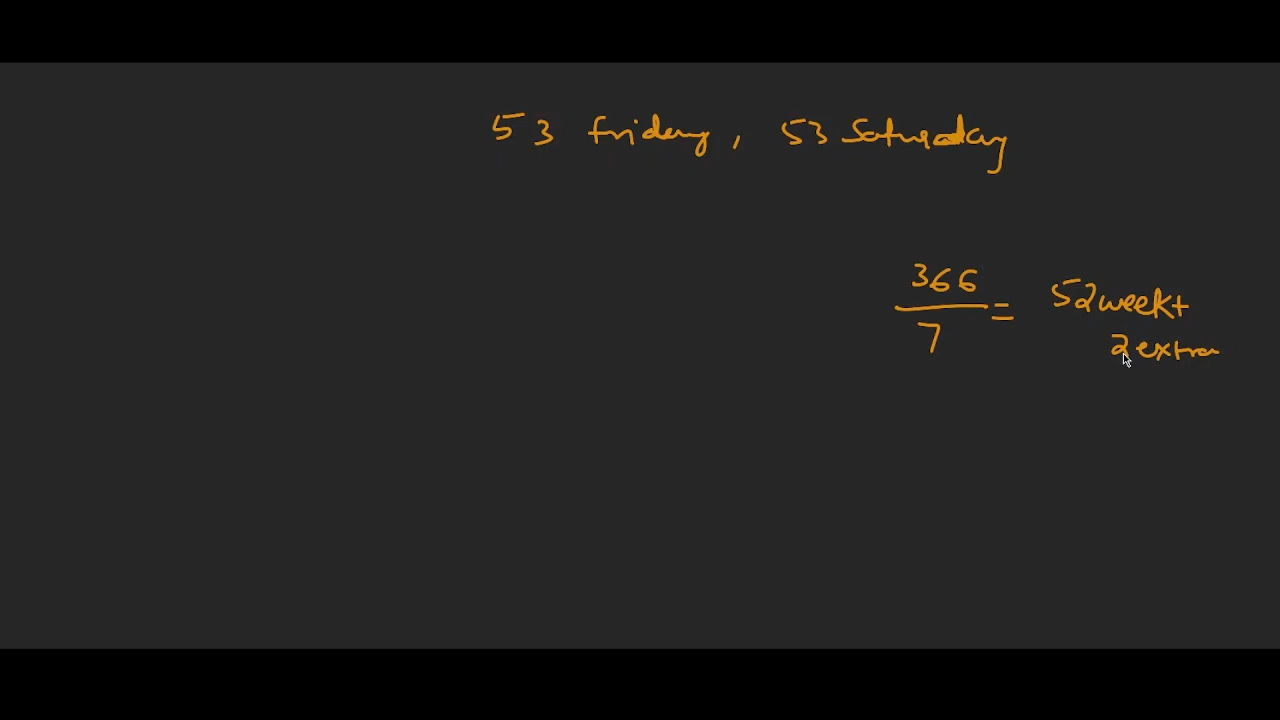 53 friday, 53 Saturday
366
7
= 52week+
2extra